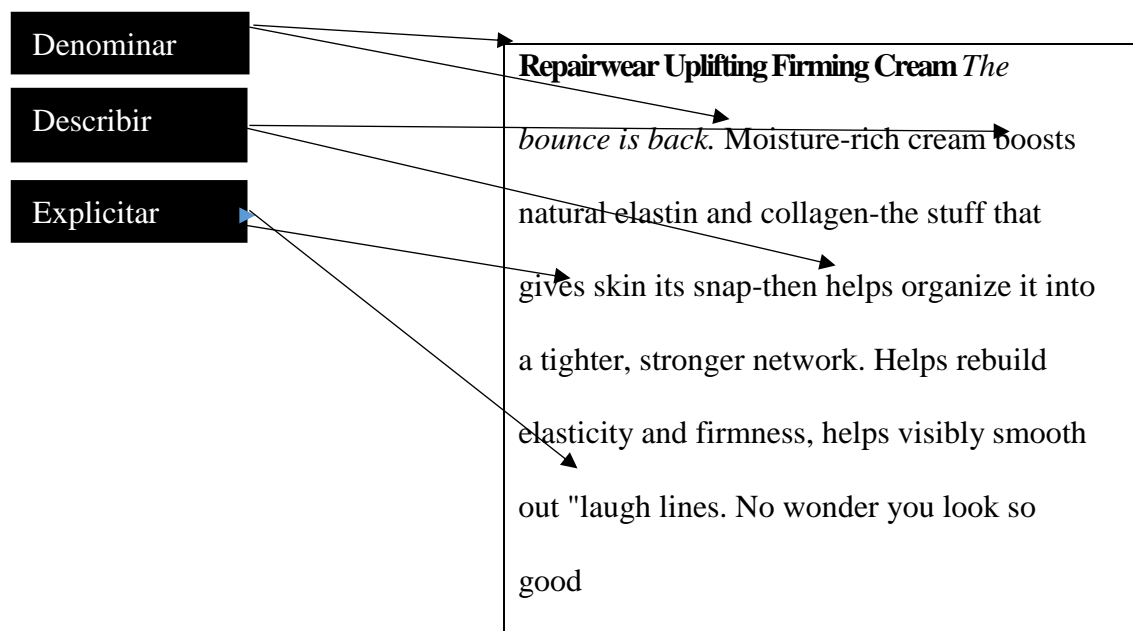 Denominar
Describir
Explicitar
Repairwear Uplifting Firming Cream The
bounce is back. Moisture-rich cream boosts
natural elastin and collagen-the stuff that
gives skin its snap-then helps organize it into
a tighter, stronger network. Helps rebuild
elasticity and firmness, helps visibly smooth
out "laugh lines. No wonder you look so
good